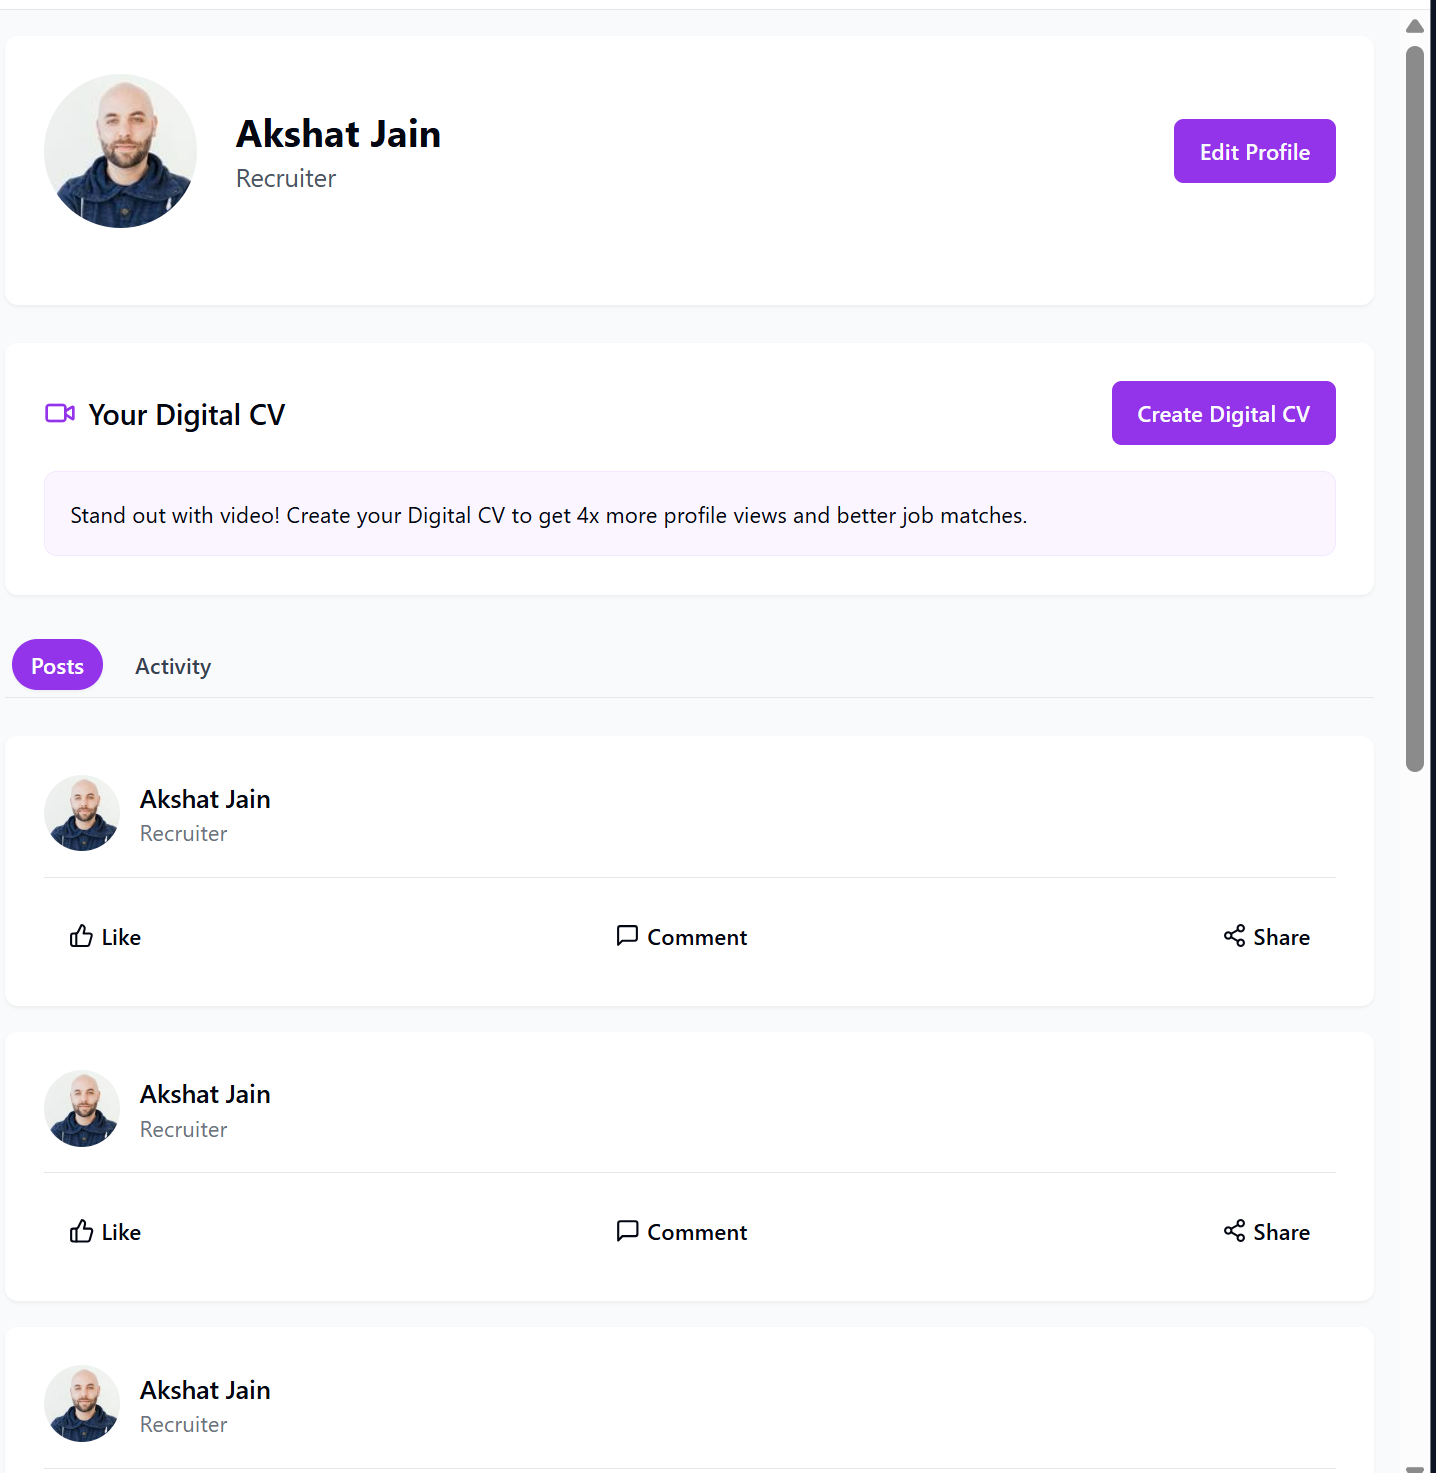 Akshat Jain
Recruiter
Edit Profile
Your Digital CV
Create Digital CV
Stand out with video! Create your Digital CV to get 4x more profile views and better job matches.
Posts
Activity
Akshat Jain
Recruiter
Like
Comment
Share
Akshat Jain
Recruiter
Like
Comment
Share
Akshat Jain
Recruiter